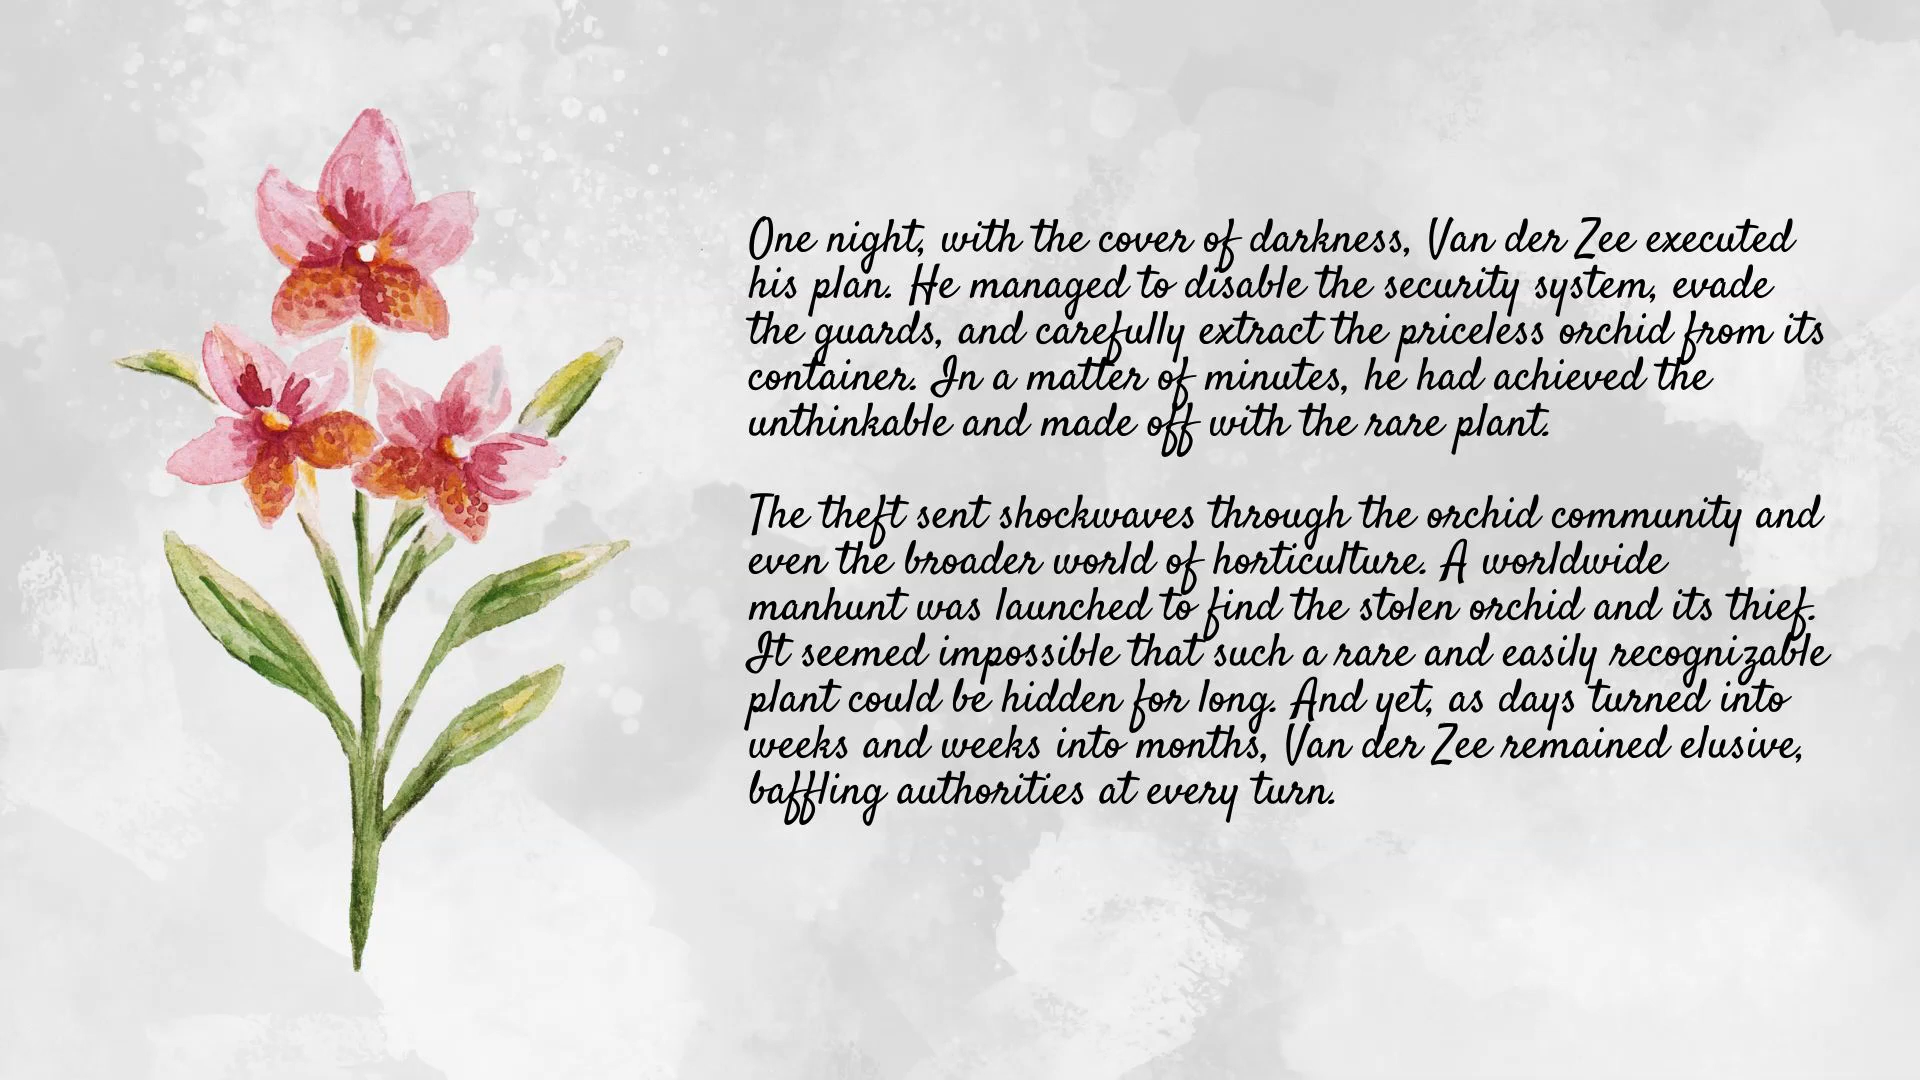 One night, with the cover of darkness, Van der Zee executed
his plan. He managed to disable the security system, evade
the guards, and carefully extract the priceless orchid from its
container. In a matter of minutes, he had achieved the
unthinkable and made off with the rare plant.
The theft sent shockwaves through the orchid community and
even the broader world of horticulture. A worldwide
manhunt was launched to find the stolen orchid and its thief.
It seemed impossible that such a rare and easily recognizable
plant could be hidden for long. And yet, as days turned into
weeks and weeks into months, Van der Zee remained elusive,
baffling authorities at every turn.